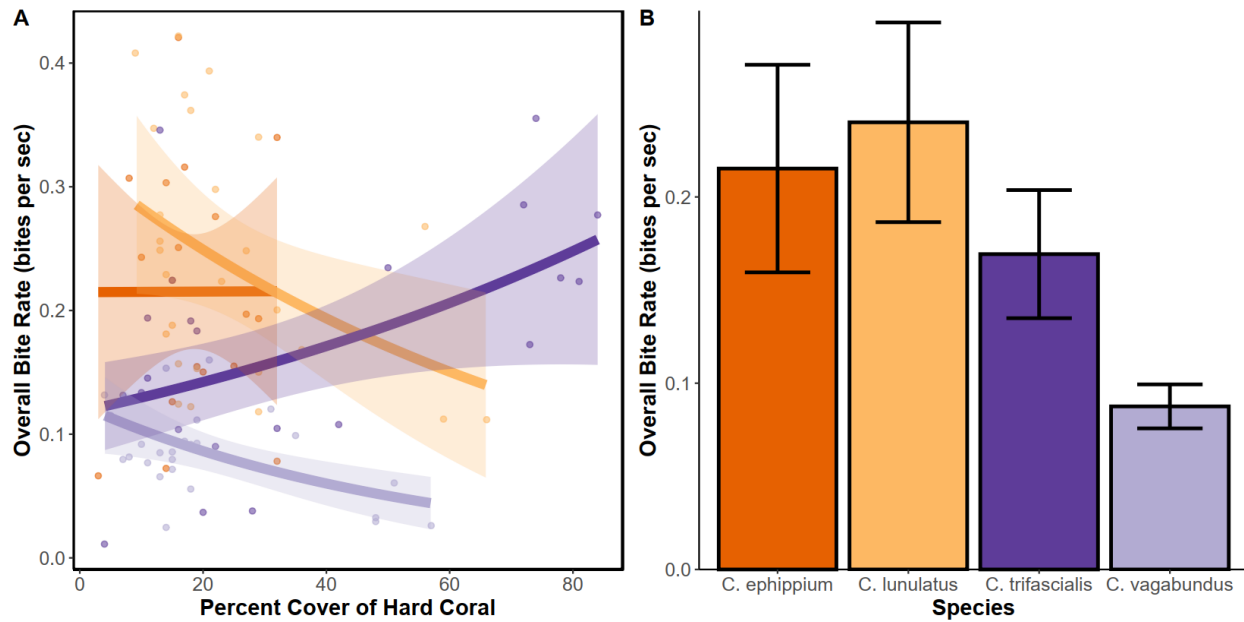 A
Overall Bite Rate (bites per sec)
0.4
0.3
0.2
0.1
0.0
0
20
40
60
80
Percent Cover of Hard Coral
B
Overall Bite Rate (bites per sec)
0.2
0.1
0.0
C. ephippium
C. lunulatus
C. trifascialis
C. vagabundus
Species